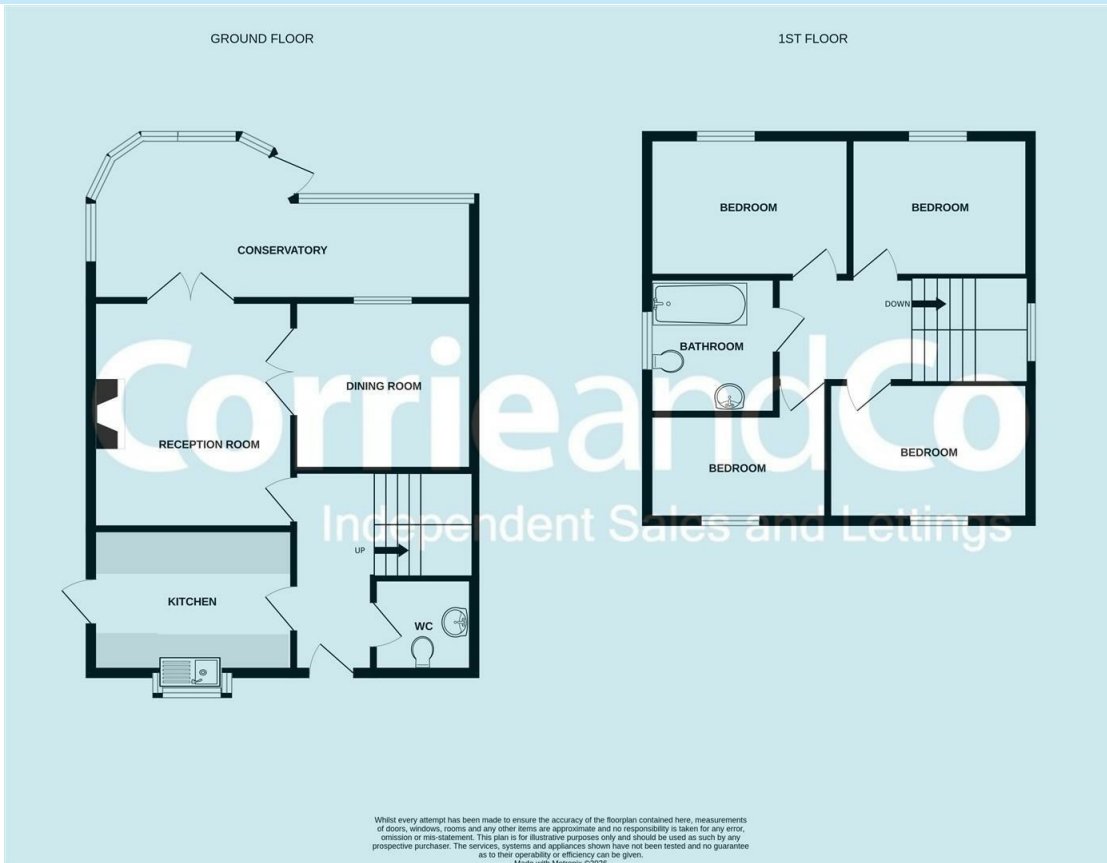 GROUND FLOOR
1ST FLOOR
CONSERVATORY
DINING ROOM
RECEPTION ROOM
UP
KITCHEN
WC
BEDROOM
BEDROOM
DOWN
BATHROOM
BEDROOM
BEDROOM
CorrieandCo
Independent Sales and Lettings
Whilst every attempt has been made to ensure the accuracy of the floorplan contained here, measurements
of doors, windows, rooms and any other items are approximate and no responsibility is taken for any error,
omission or mis-statement. This plan is for illustrative purposes only and should be used as such by any
prospective purchaser. The services, systems and appliances shown have not been tested and no guarantee
as to their operability or efficiency can be given.
Made with Metropix ©2026